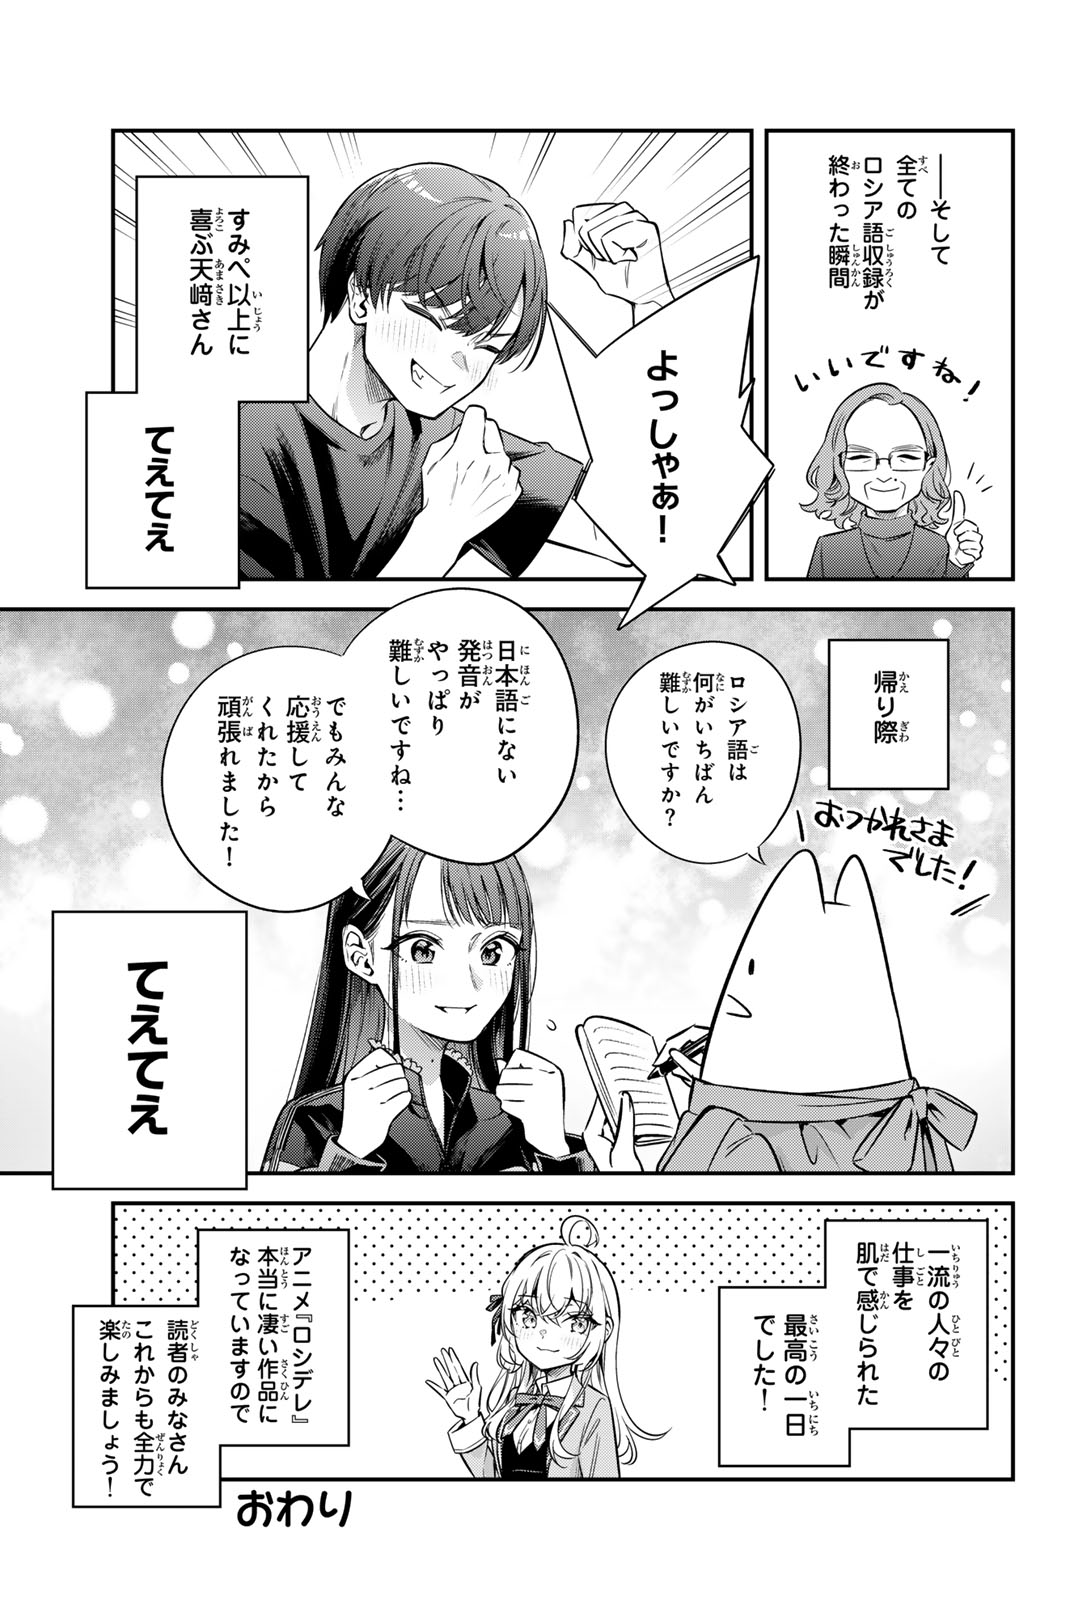 ──そして
全ての
ロシア語収録が
終わった瞬間
いいですね！
よっしゃあ！
すみぺ以上に
喜ぶ天﨑さん
てえてえ
帰り際
おつかれさま
でした！
ロシア語は
何がいちばん
難しいですか？
日本語にない
発音が
やっぱり
難しいですね…
でもみんな
応援して
くれたから
頑張れました！
てえてえ
一流の人々の
仕事を
肌で感じられた
最高の一日
でした！
アニメ『ロシデレ』
本当に凄い作品に
なっていますので
読者のみなさん
これからも全力で
楽しみましょう！
おわり